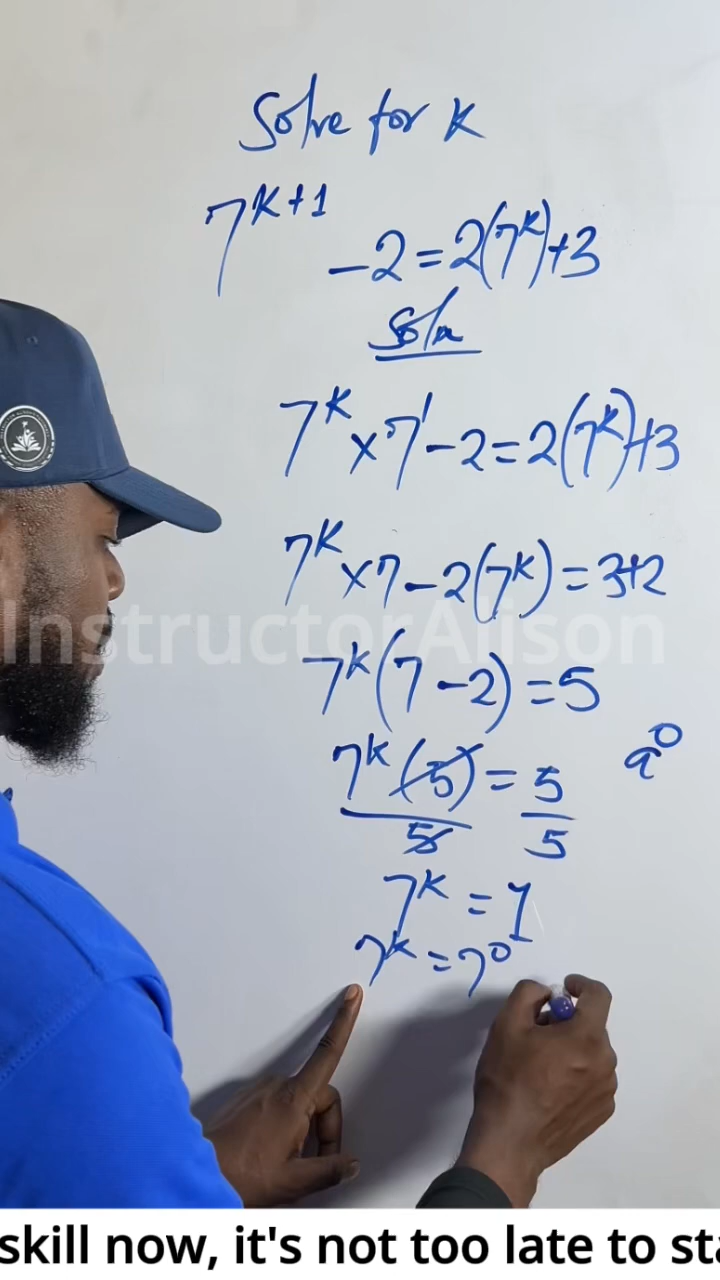 Solve for K
7^{K+1} - 2 = 2(7^K) + 3
Soln
7^K × 7^1 - 2 = 2(7^K) + 3
7^K × 7 - 2(7^K) = 3 + 2
InstructorAlison
7^K (7 - 2) = 5
a^0
7^K (5) = 5
5 5
7^K = 1
7^K = 7^0
skill now, it's not too late to sta